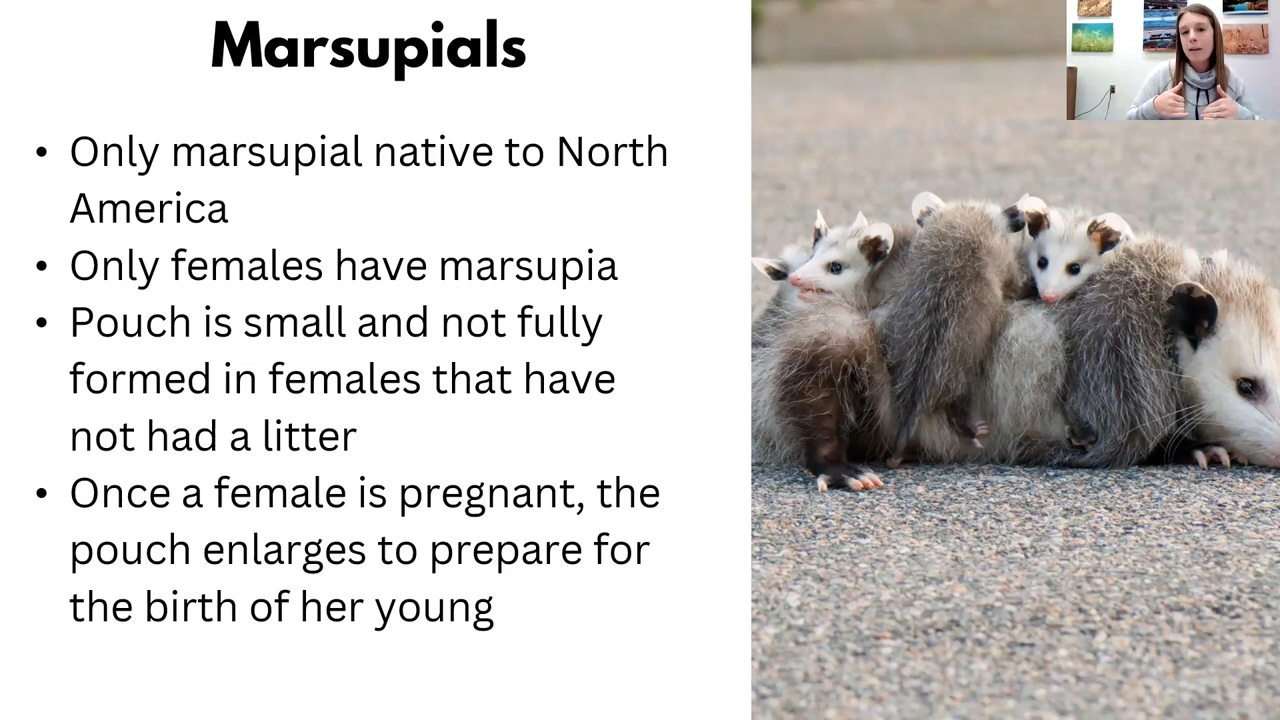 Marsupials
• Only marsupial native to North
America
• Only females have marsupia
• Pouch is small and not fully
formed in females that have
not had a litter
• Once a female is pregnant, the
pouch enlarges to prepare for
the birth of her young